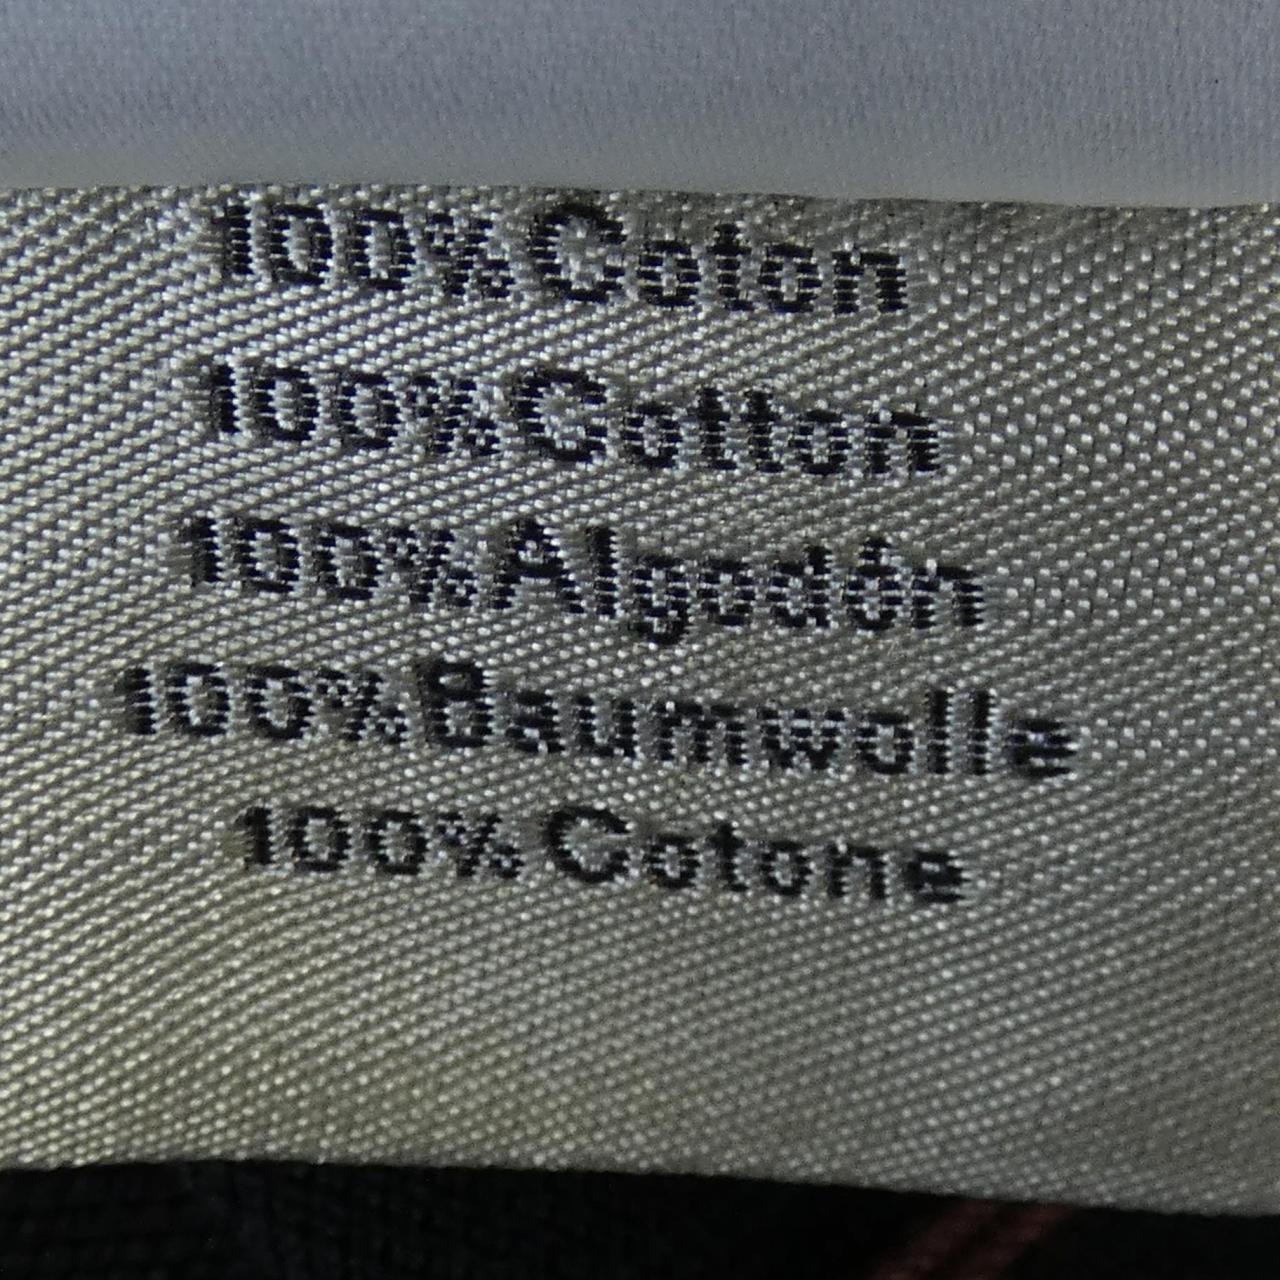 100% Coton
100% Cotton
100% Algodón
100% Baumwolle
100% Cotone